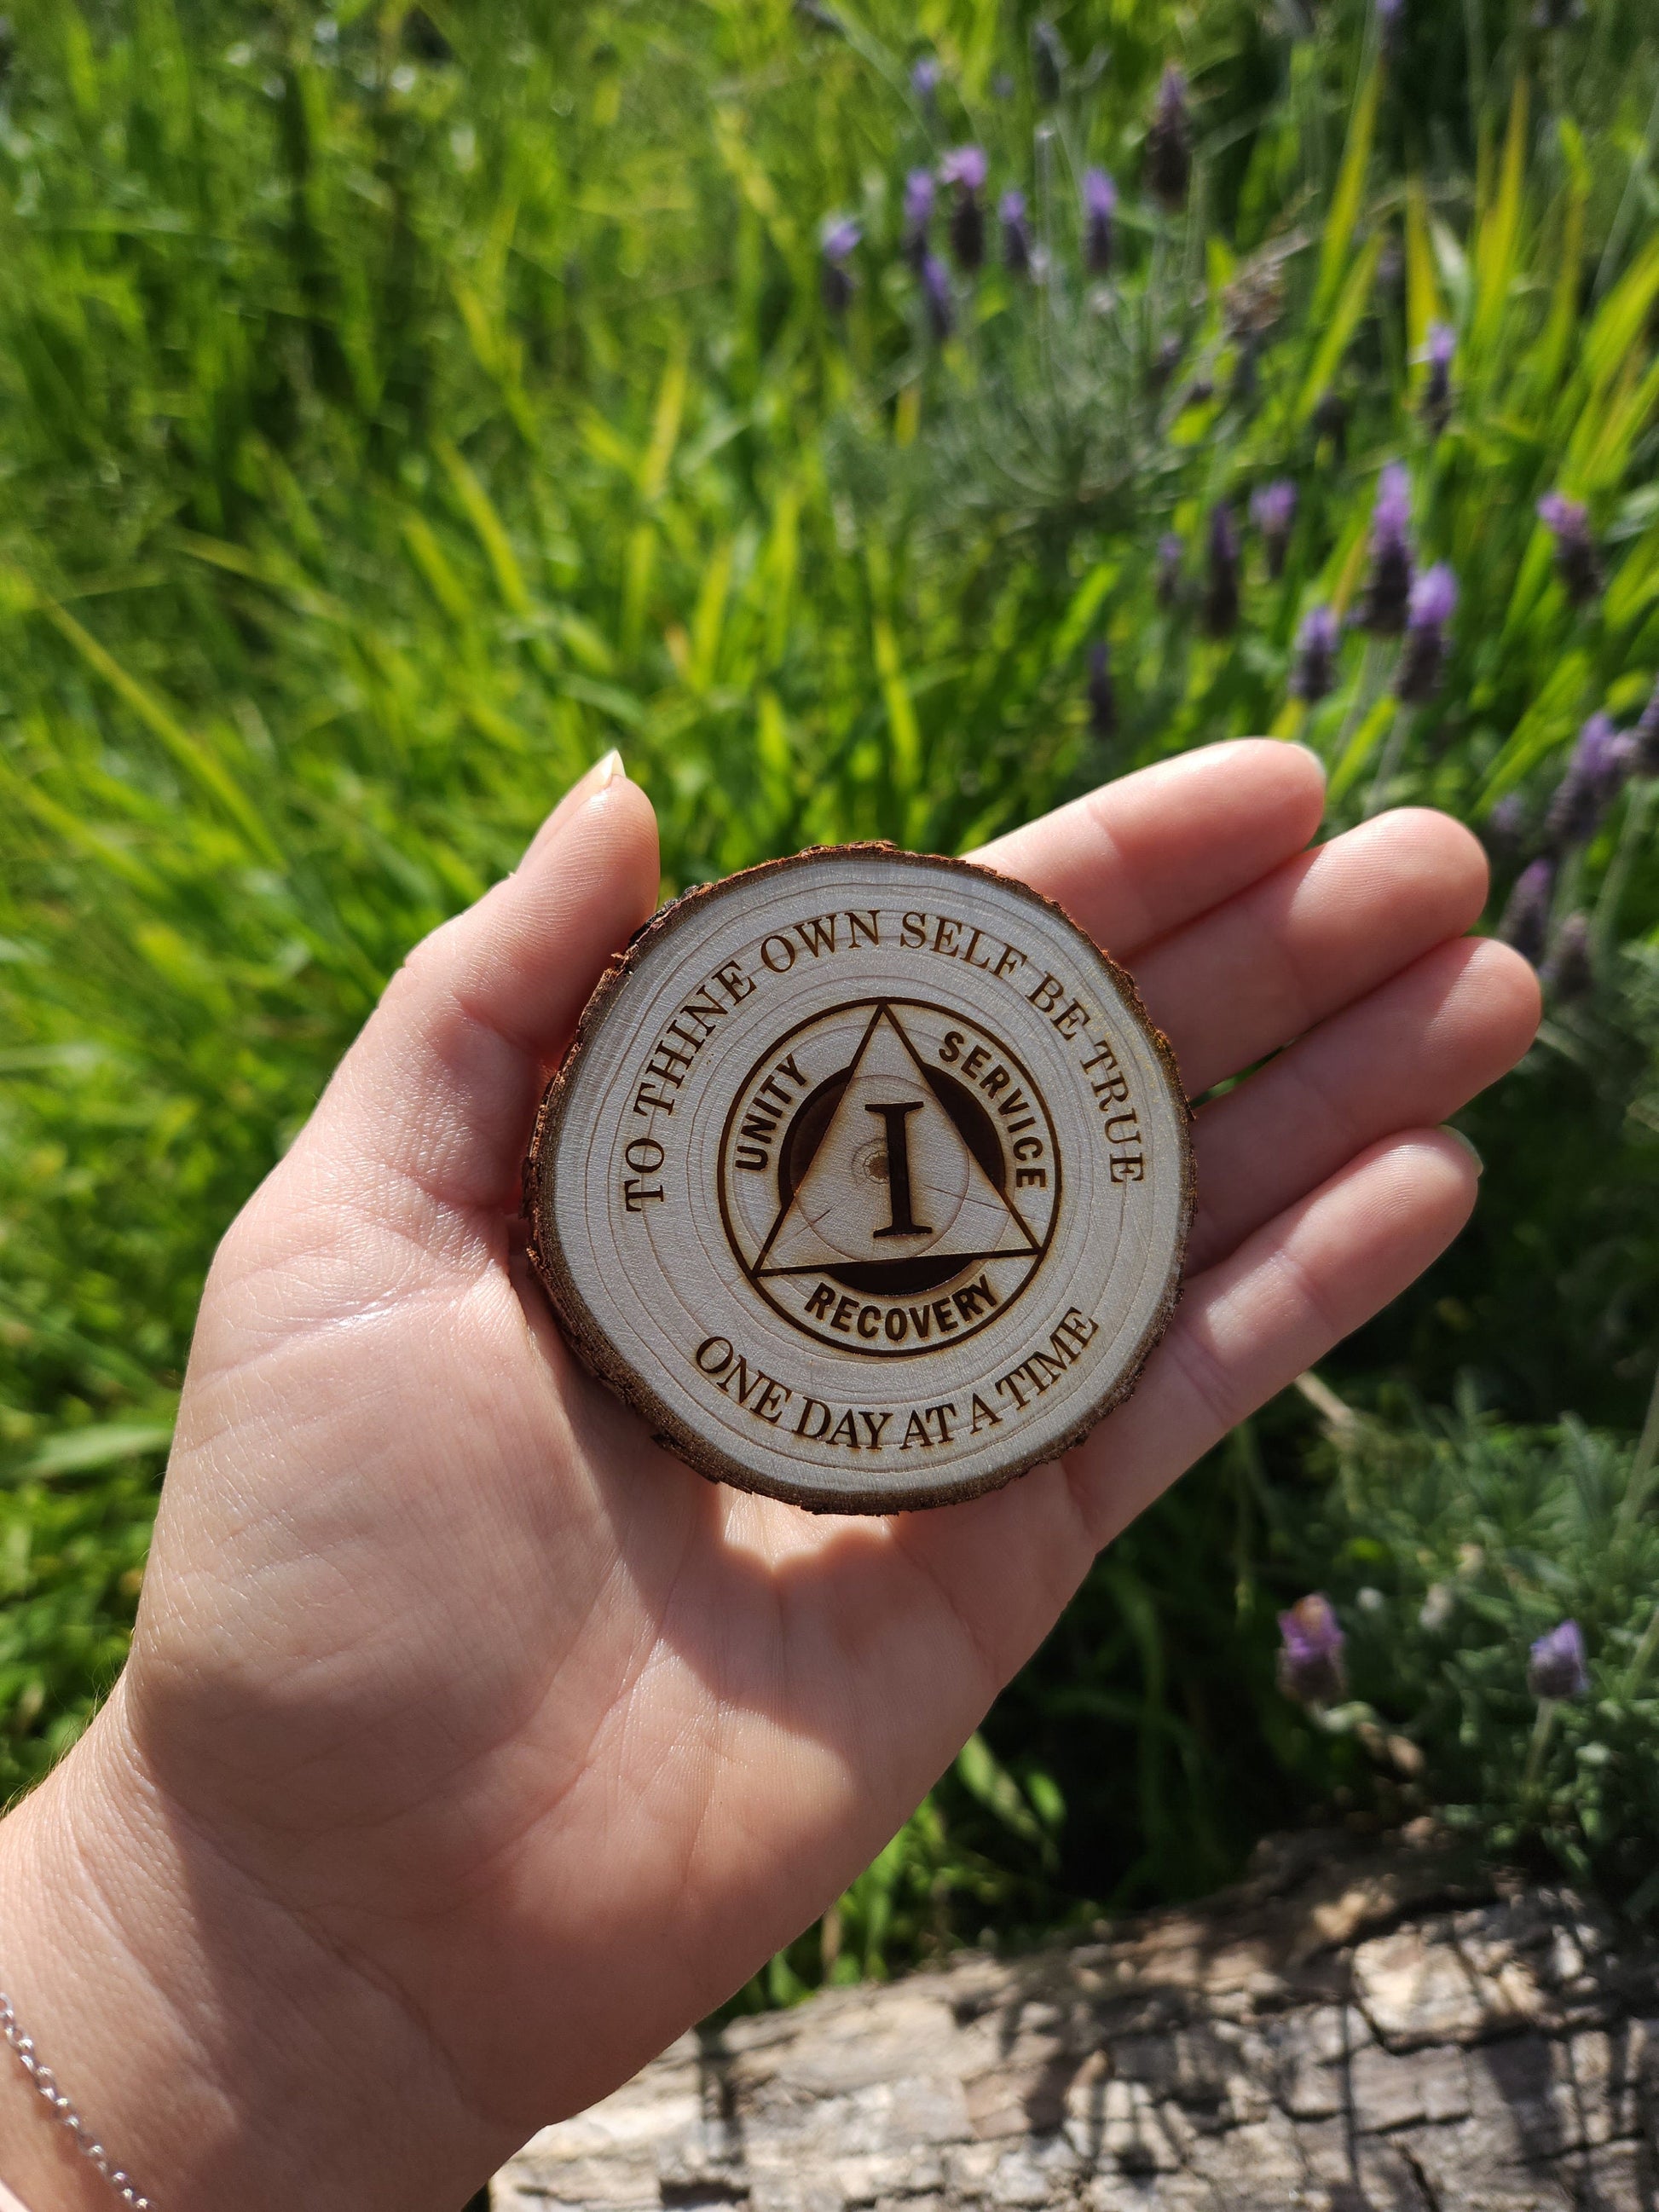 TO THINE OWN SELF BE TRUE
UNITY
SERVICE
I
RECOVERY
ONE DAY AT A TIME